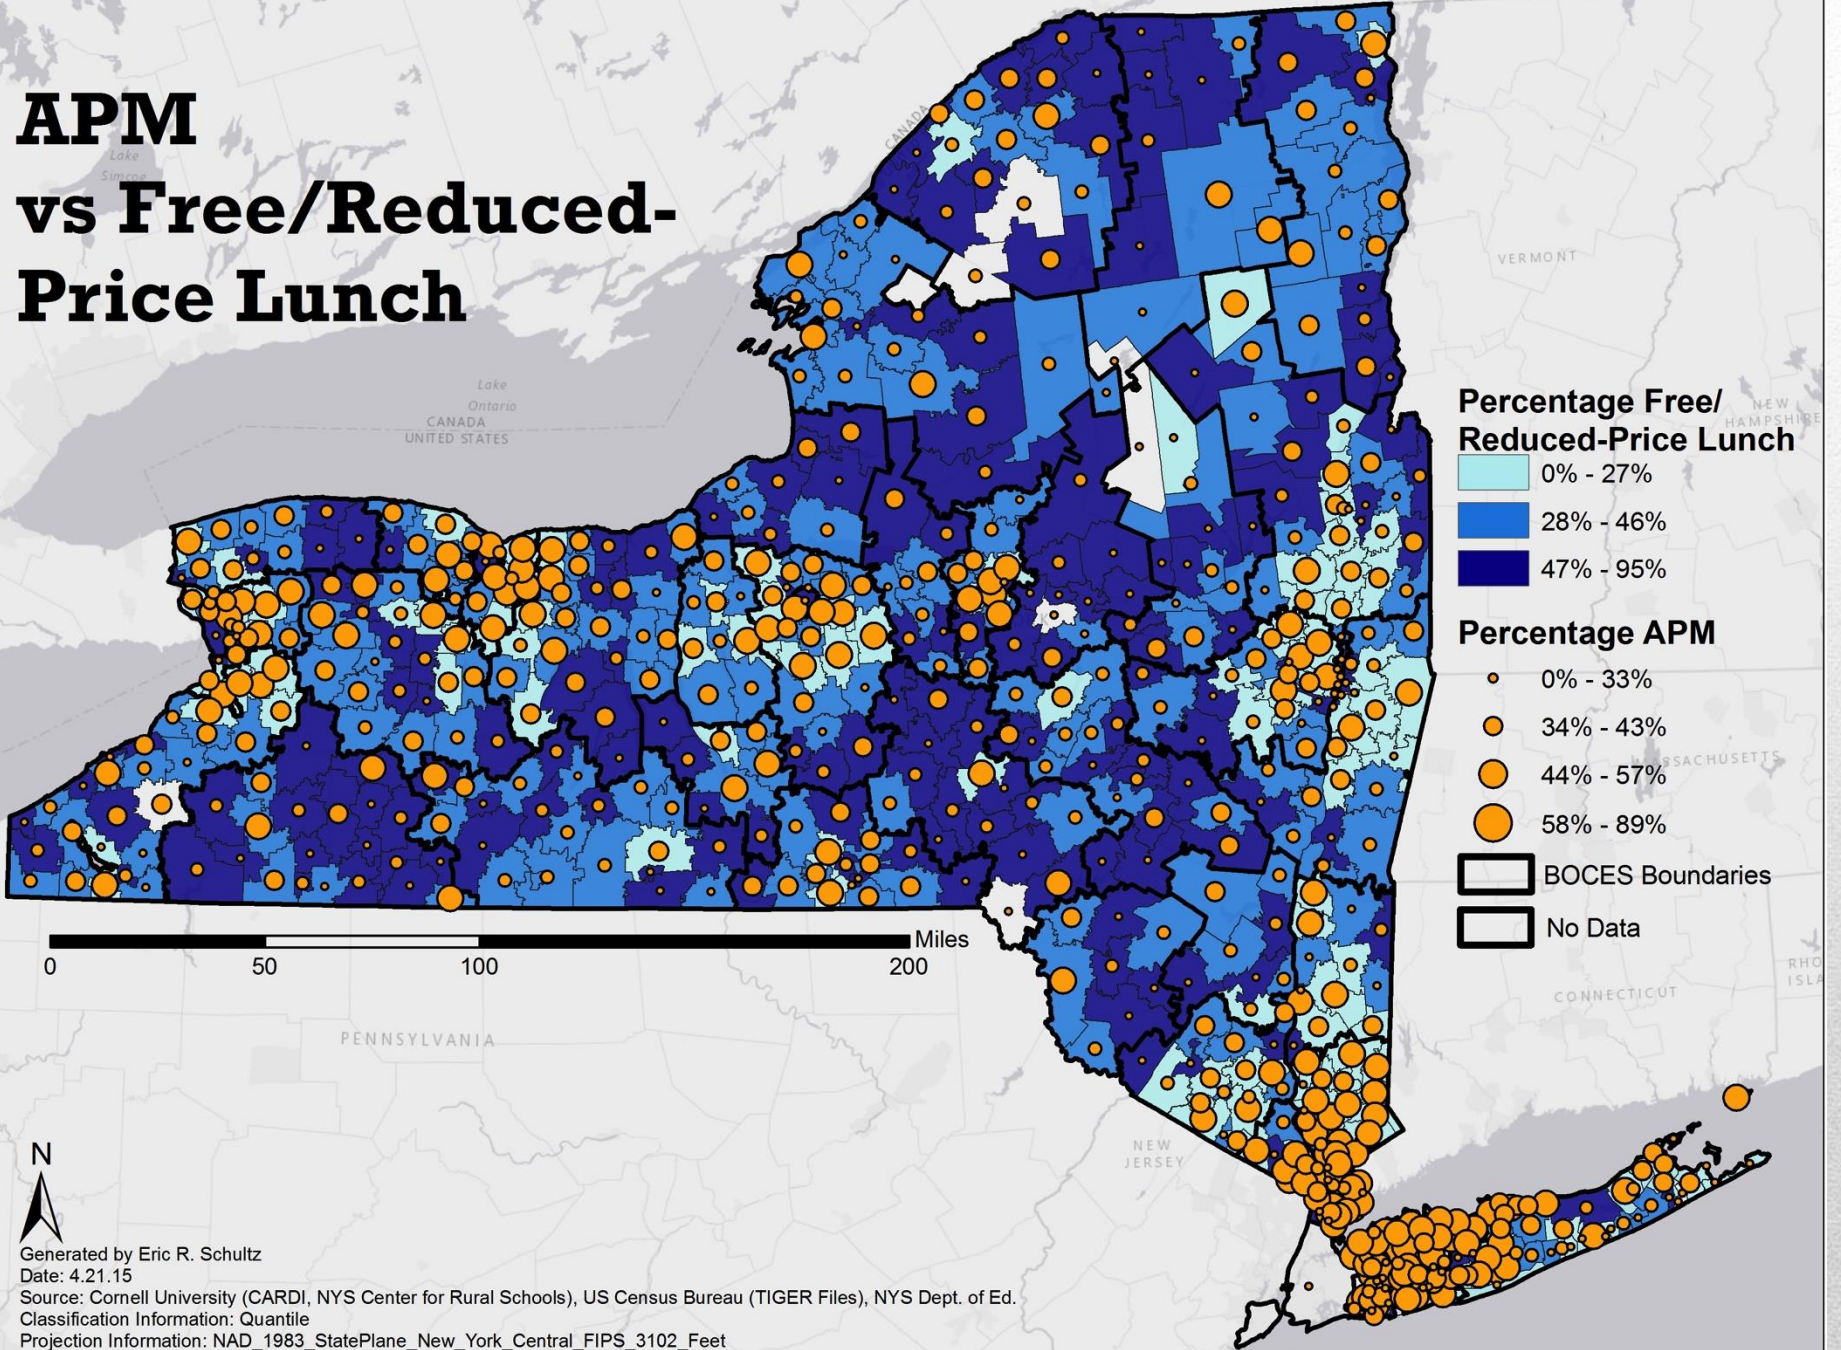 APM
vs Free/Reduced-
Price Lunch
Lake
Simcoe
CANADA
Lake
Ontario
CANADA
UNITED STATES
VERMONT
NEW
HAMPSHIRE
MASSACHUSETTS
RHO
ISLA
CONNECTICUT
PENNSYLVANIA
NEW
JERSEY
Percentage Free/
Reduced-Price Lunch
0% - 27%
28% - 46%
47% - 95%
Percentage APM
0% - 33%
34% - 43%
44% - 57%
58% - 89%
BOCES Boundaries
No Data
Miles
0 50 100 200
N
Generated by Eric R. Schultz
Date: 4.21.15
Source: Cornell University (CARDI, NYS Center for Rural Schools), US Census Bureau (TIGER Files), NYS Dept. of Ed.
Classification Information: Quantile
Projection Information: NAD_1983_StatePlane_New_York_Central_FIPS_3102_Feet